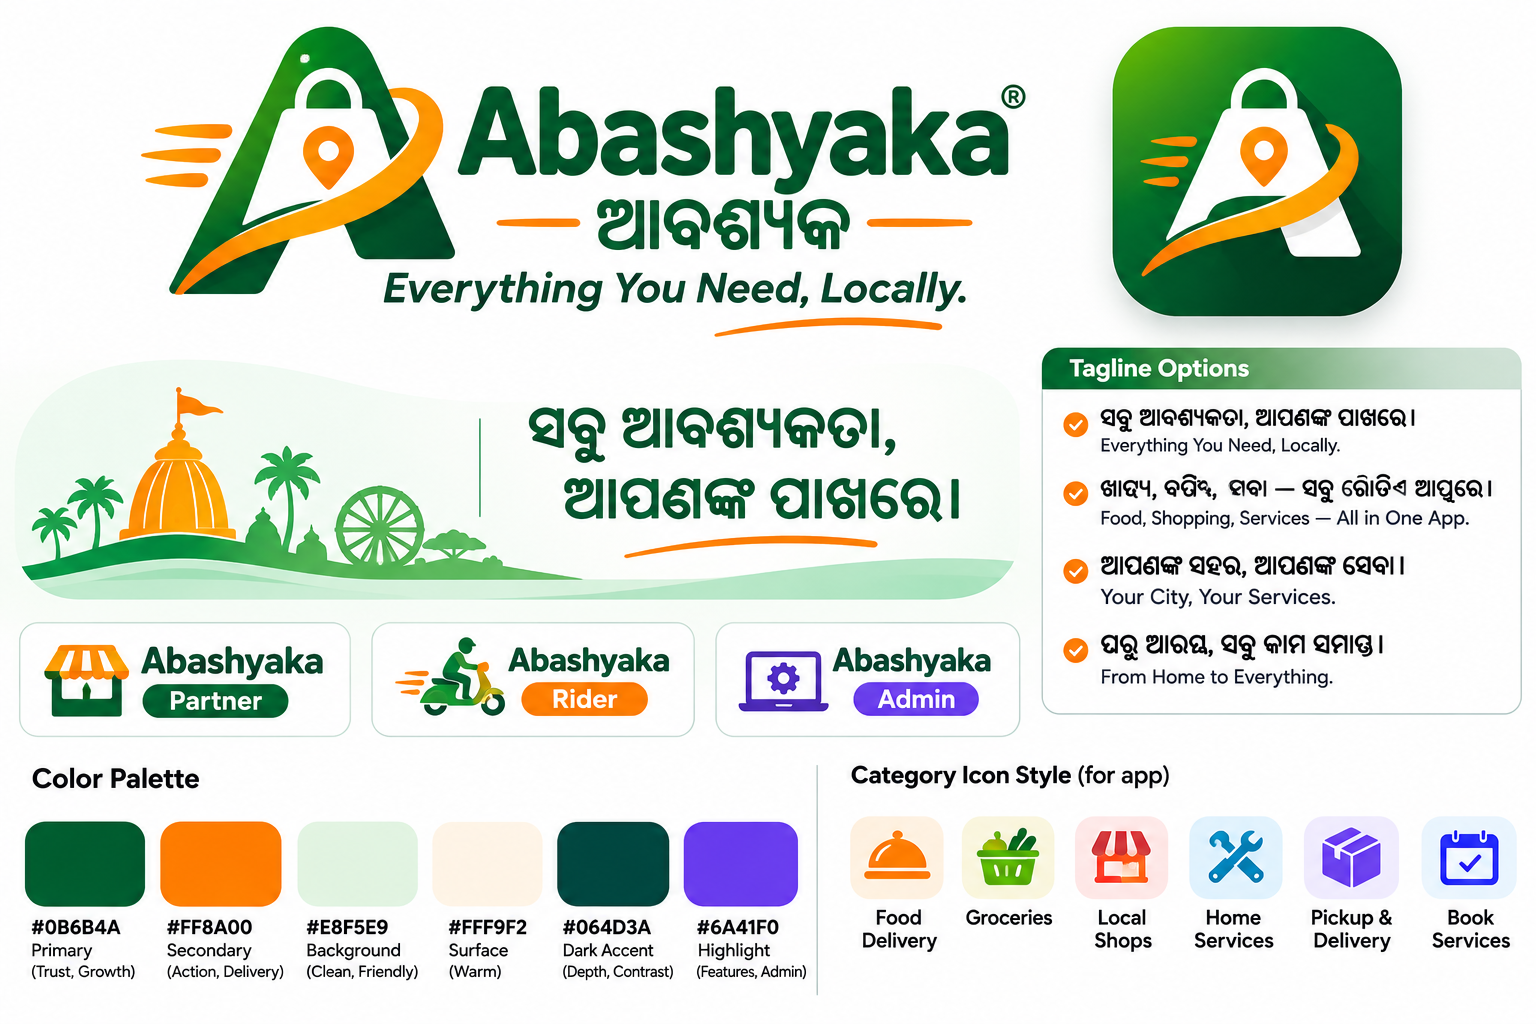 Abashyaka®
ଆବଶ୍ୟକ
Everything You Need, Locally.
ସବୁ ଆବଶ୍ୟକତା,
ଆପଣଙ୍କ ପାଖରେ।
Tagline Options
ସବୁ ଆବଶ୍ୟକତା, ଆପଣଙ୍କ ପାଖରେ।
Everything You Need, Locally.
ଖାଦ୍ୟ, — ସବୁ
Food, Shopping, Services — All in One App.
ଆପଣଙ୍କ ସହର, ଆପଣଙ୍କ ସେବା।
Your City, Your Services.
ଘରୁ ସବୁ କାମ
From Home to Everything.
Abashyaka
Partner
Abashyaka
Rider
Abashyaka
Admin
Color Palette
#0B6B4A
Primary
(Trust, Growth)
#FF8A00
Secondary
(Action, Delivery)
#E8F5E9
Background
(Clean, Friendly)
#FFF9F2
Surface
(Warm)
#064D3A
Dark Accent
(Depth, Contrast)
#6A41F0
Highlight
(Features, Admin)
Category Icon Style (for app)
Food
Delivery
Groceries
Local
Shops
Home
Services
Pickup &
Delivery
Book
Services